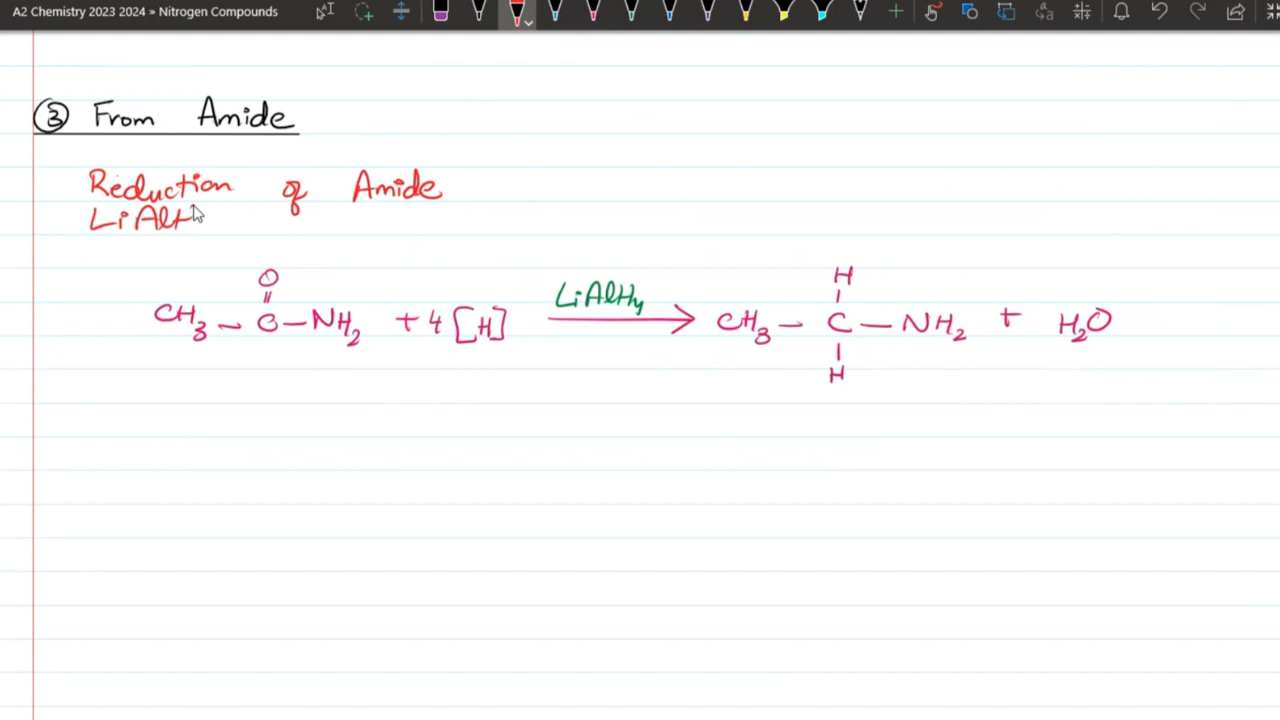 A2 Chemistry 2023 2024 » Nitrogen Compounds
③ From Amide
Reduction of Amide
LiAlH
O
||
CH3 – C – NH2 + 4 [H] LiAlH4 → CH3 – C – NH2 + H2O
H
H